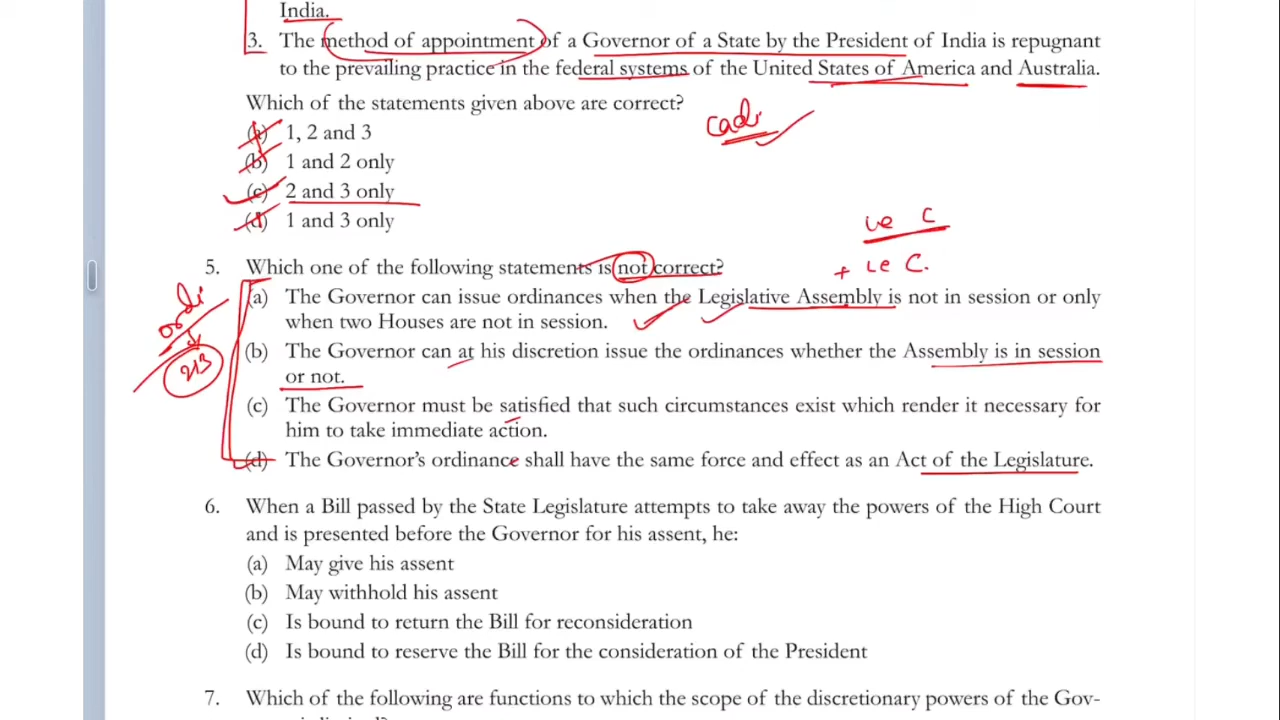 India.
3. The method of appointment of a Governor of a State by the President of India is repugnant
to the prevailing practice in the federal systems of the United States of America and Australia.
Which of the statements given above are correct?
cad
(a) 1, 2 and 3
(b) 1 and 2 only
(c) 2 and 3 only
(d) 1 and 3 only
ve C
+ ve C.
5. Which one of the following statements is not correct?
ordi
213
(a) The Governor can issue ordinances when the Legislative Assembly is not in session or only
when two Houses are not in session.
(b) The Governor can at his discretion issue the ordinances whether the Assembly is in session
or not.
(c) The Governor must be satisfied that such circumstances exist which render it necessary for
him to take immediate action.
(d) The Governor's ordinance shall have the same force and effect as an Act of the Legislature.
6. When a Bill passed by the State Legislature attempts to take away the powers of the High Court
and is presented before the Governor for his assent, he:
(a) May give his assent
(b) May withhold his assent
(c) Is bound to return the Bill for reconsideration
(d) Is bound to reserve the Bill for the consideration of the President
7. Which of the following are functions to which the scope of the discretionary powers of the Gov-